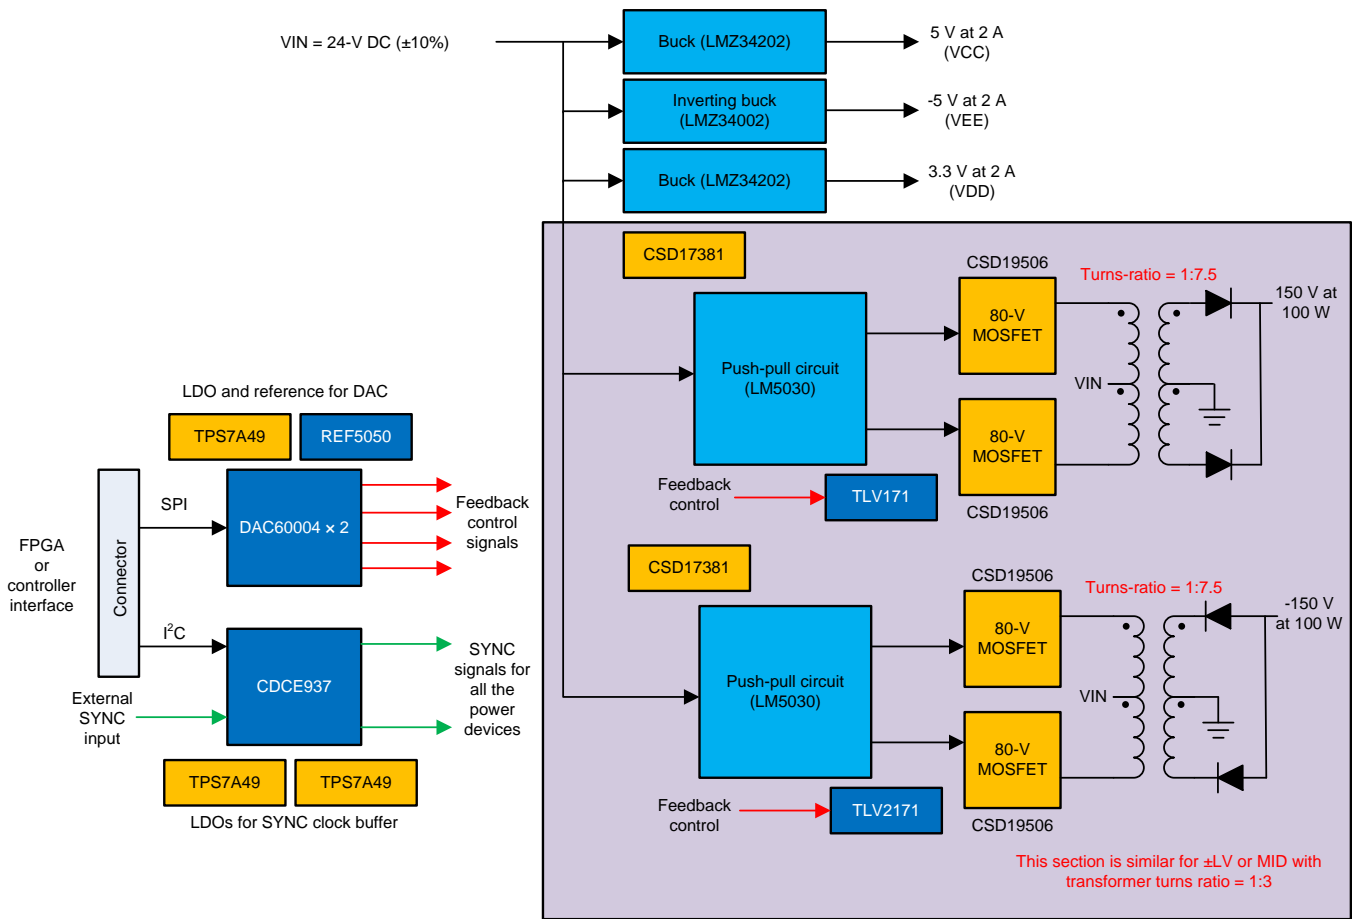 VIN = 24-V DC (±10%)
Buck (LMZ34202)
5 V at 2 A
(VCC)
Inverting buck
(LMZ34002)
-5 V at 2 A
(VEE)
Buck (LMZ34202)
3.3 V at 2 A
(VDD)
CSD17381
CSD19506
Turns-ratio = 1:7.5
80-V
MOSFET
150 V at
100 W
Push-pull circuit
(LM5030)
VIN
80-V
MOSFET
CSD19506
Feedback
control
TLV171
LDO and reference for DAC
TPS7A49
REF5050
FPGA
or
controller
interface
Connector
SPI
DAC60004 × 2
Feedback
control
signals
I²C
CDCE937
SYNC
signals for
all the
power
devices
External
SYNC
input
TPS7A49
TPS7A49
LDOs for SYNC clock buffer
CSD17381
CSD19506
Turns-ratio = 1:7.5
80-V
MOSFET
-150 V
at 100 W
Push-pull circuit
(LM5030)
VIN
80-V
MOSFET
CSD19506
Feedback
control
TLV2171
This section is similar for ±LV or MID with
transformer turns ratio = 1:3